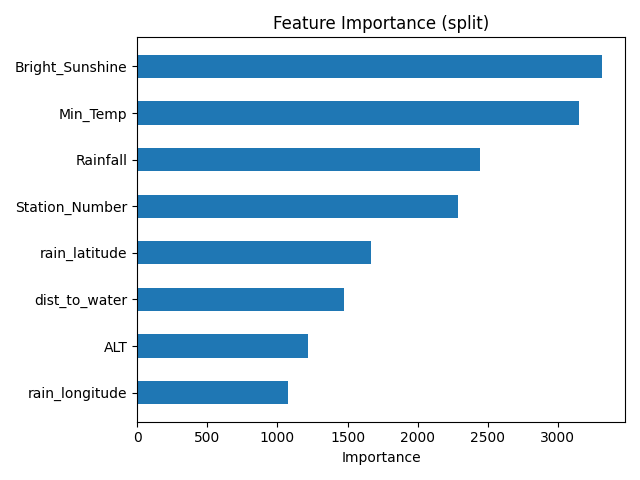 Feature Importance (split)
Bright_Sunshine
Min_Temp
Rainfall
Station_Number
rain_latitude
dist_to_water
ALT
rain_longitude
0 500 1000 1500 2000 2500 3000
Importance